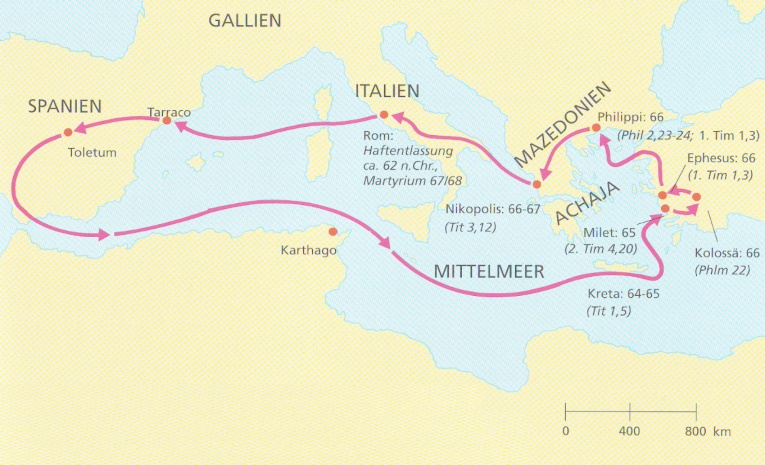 GALLIEN
SPANIEN
Tarraco
Toletum
ITALIEN
Rom:
Haftentlassung
ca. 62 n.Chr.,
Martyrium 67/68
MAZEDONIEN
Philippi: 66
(Phil 2,23-24; 1. Tim 1,3)
Ephesus: 66
(1. Tim 1,3)
Nikopolis: 66-67
(Tit 3,12)
ACHAJA
Milet: 65
(2. Tim 4,20)
Kolossä: 66
(Phlm 22)
Karthago
MITTELMEER
Kreta: 64-65
(Tit 1,5)
0 400 800 km